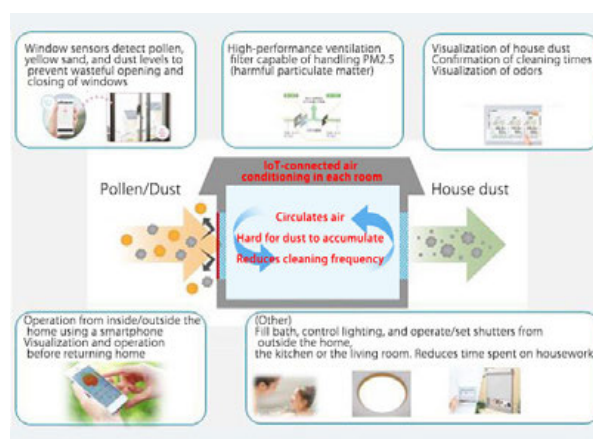 Window sensors detect pollen,
yellow sand, and dust levels to
prevent wasteful opening and
closing of windows
High-performance ventilation
filter capable of handling PM2.5
(harmful particulate matter)
Visualization of house dust
Confirmation of cleaning times
Visualization of odors
IoT-connected air
conditioning in each room
Pollen/Dust
House dust
Circulates air
Hard for dust to accumulate
Reduces cleaning frequency
Operation from inside/outside the
home using a smartphone
Visualization and operation
before returning home
(Other)
Fill bath, control lighting, and operate/set shutters from
outside the home,
the kitchen or the living room. Reduces time spent on housework